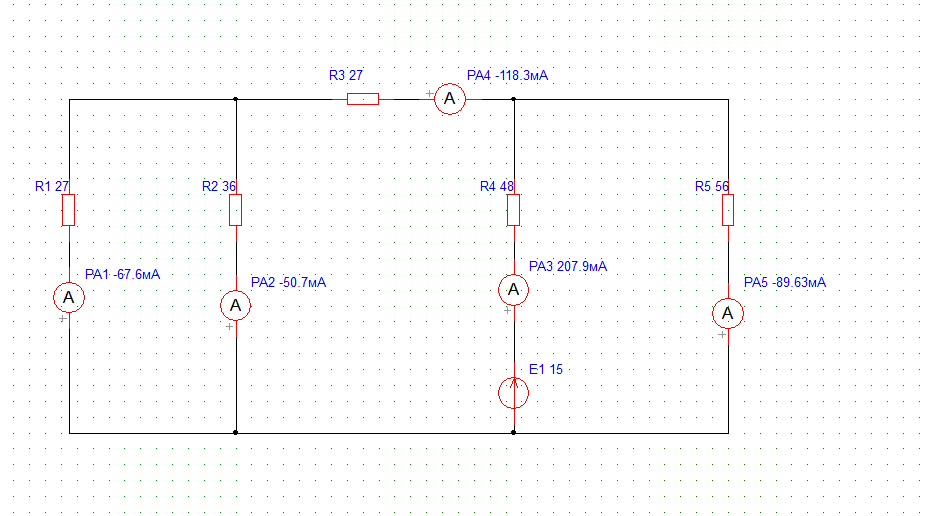 R3 27
PA4 -118.3мА
+
A
R1 27
R2 36
R4 48
R5 56
PA1 -67.6мА
A
+
PA2 -50.7мА
A
+
PA3 207.9мА
A
+
PA5 -89.63мА
A
+
E1 15